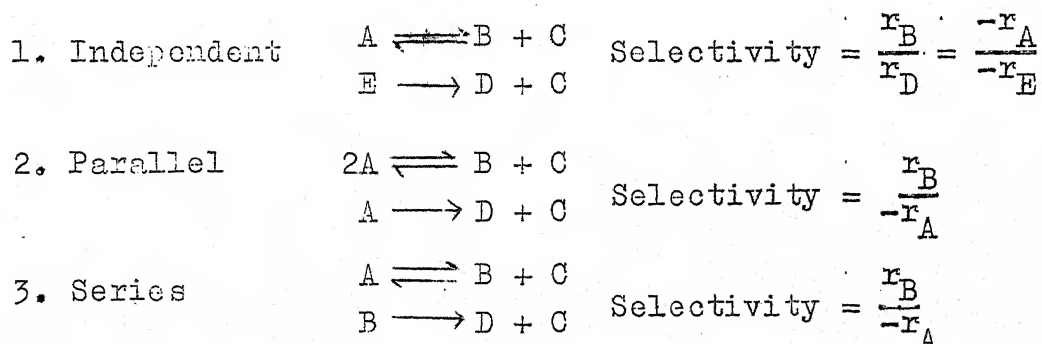 1. Independent A ⇌ B + C Selectivity = r_B / r_D = -r_A / -r_E
E ⟶ D + C
2. Parallel 2A ⇌ B + C Selectivity = r_B / -r_A
A ⟶ D + C
3. Series A ⇌ B + C Selectivity = r_B / -r_A
B ⟶ D + C